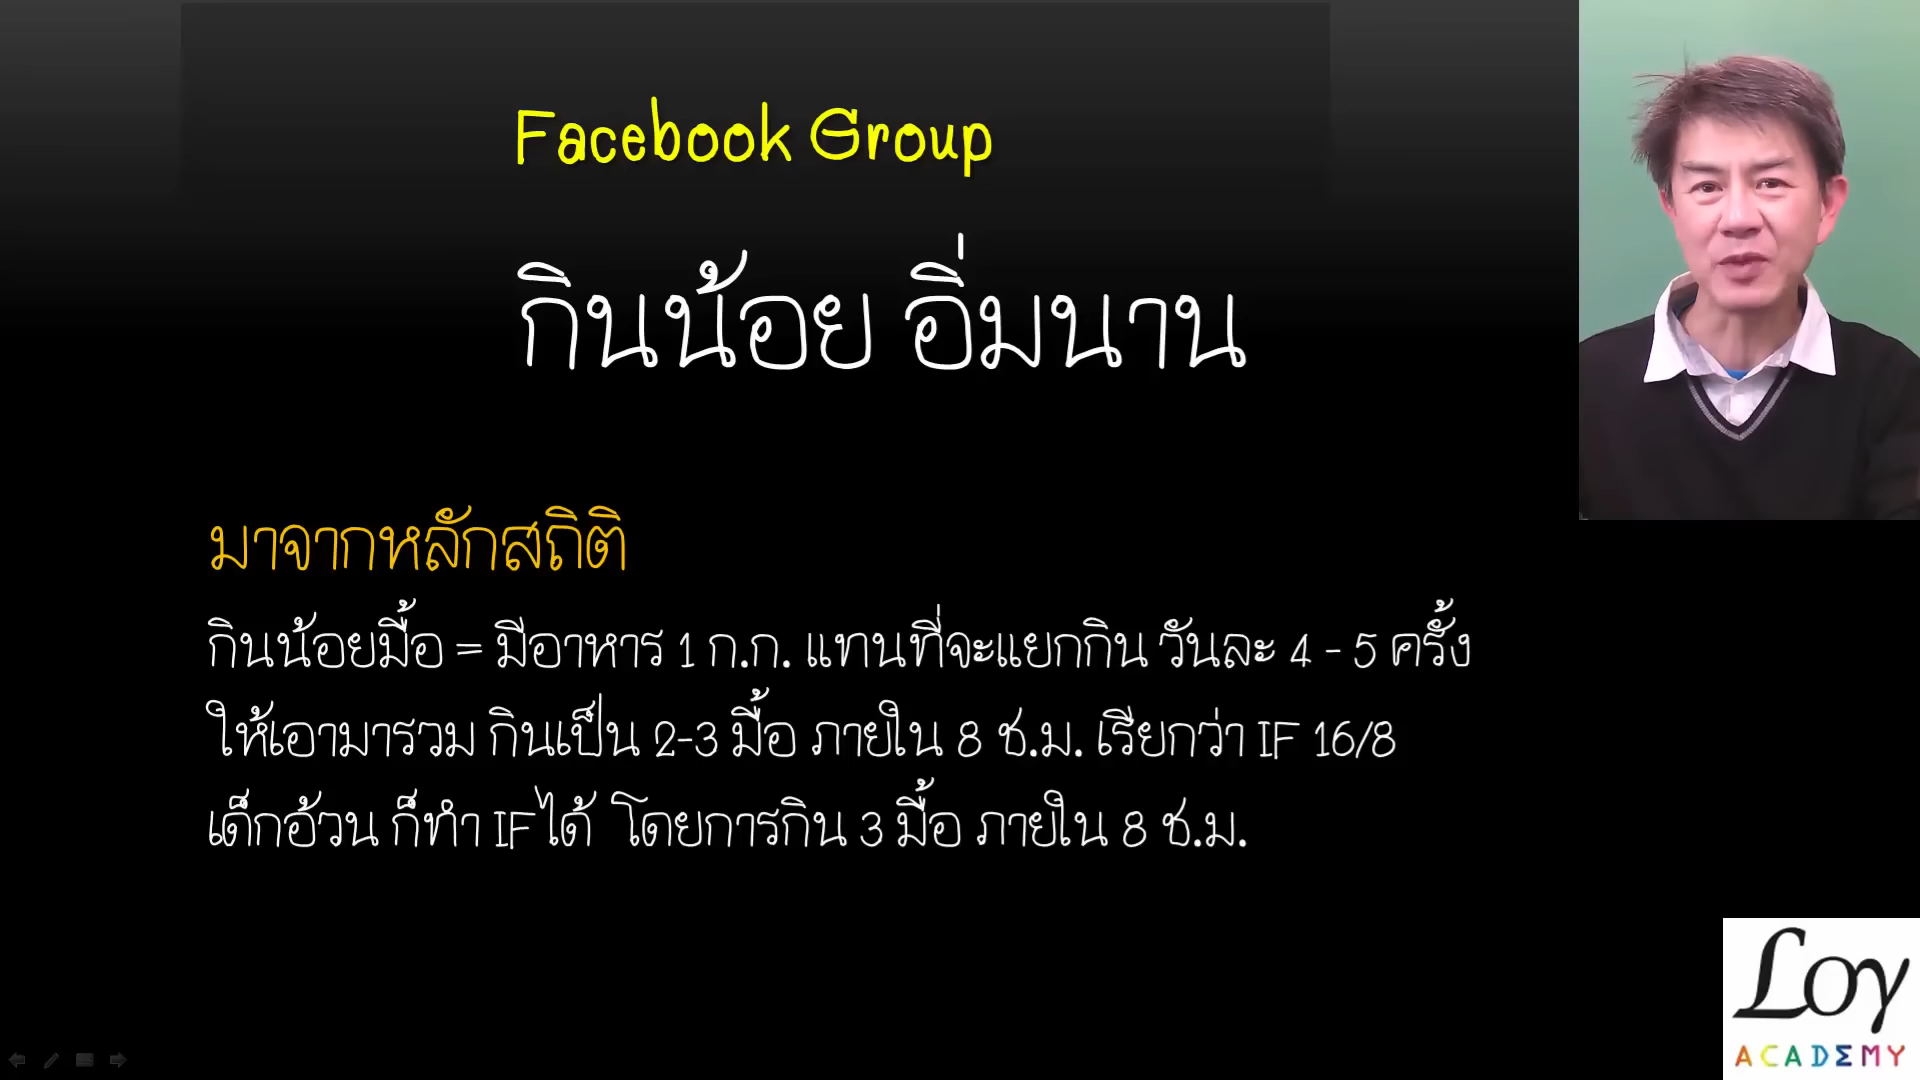 Facebook Group
กินน้อย อิ่มนาน
มาจากหลักสถิติ
กินน้อยมื้อ = มีอาหาร 1 ก.ก. แทนที่จะแยกกิน วันละ 4 - 5 ครั้ง
ให้เอามารวม กินเป็น 2-3 มื้อ ภายใน 8 ช.ม. เรียกว่า IF 16/8
เด็กอ้วน ก็ทำ IF ได้ โดยการกิน 3 มื้อ ภายใน 8 ช.ม.
Loy
ACADEMY